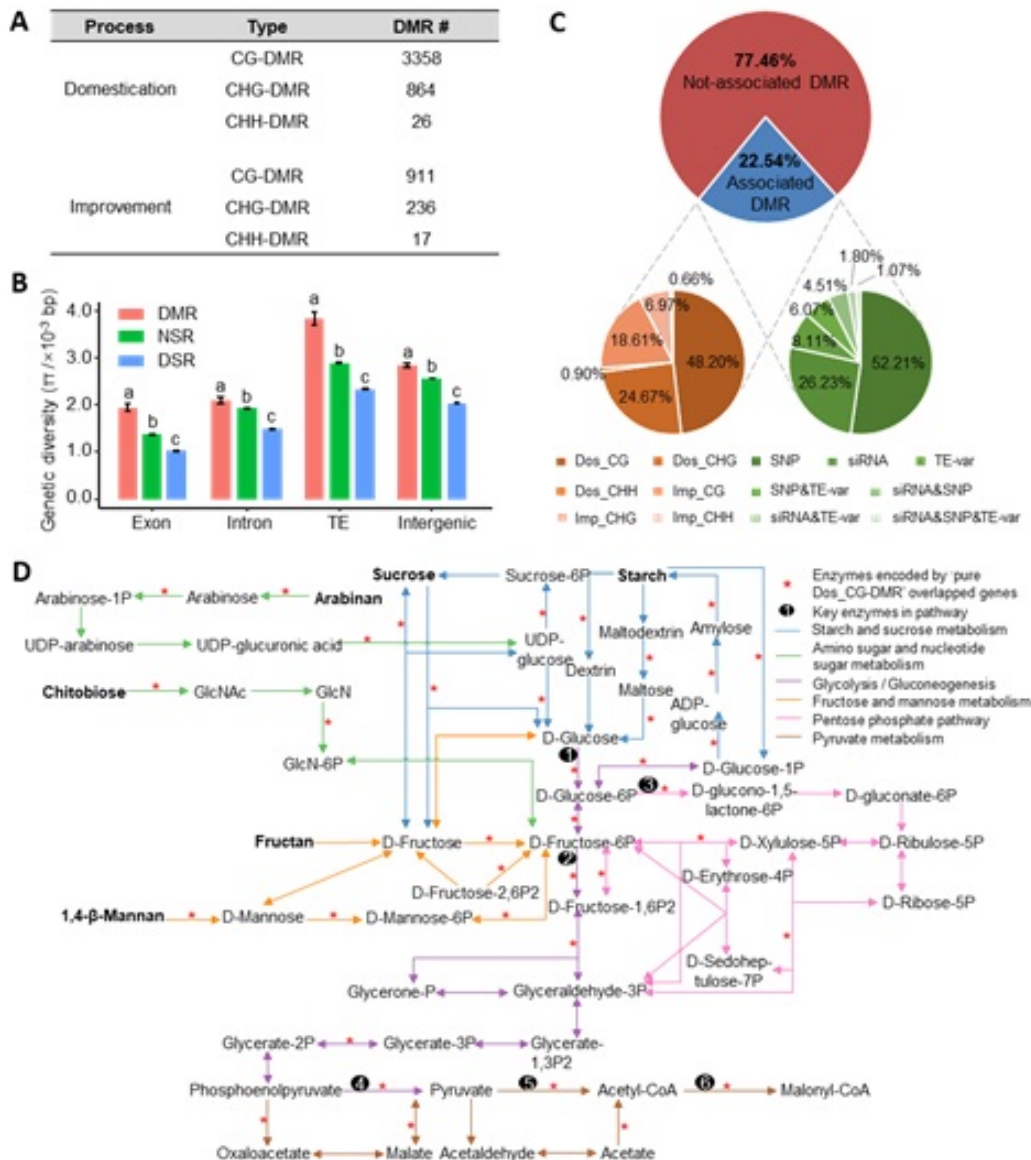 A
Process Type DMR #
Domestication
CG-DMR 3358
CHG-DMR 864
CHH-DMR 26
Improvement
CG-DMR 911
CHG-DMR 236
CHH-DMR 17
B
Genetic diversity (π /×10⁻³ bp)
4.0
3.0
2.0
1.0
0.0
DMR
NSR
DSR
a b c
a b c
a b c
a b c
Exon Intron TE Intergenic
C
77.46%
Not-associated DMR
22.54%
Associated
DMR
0.66%
6.97%
18.61%
0.90%
24.67%
48.20%
1.80%
1.07%
4.51%
6.07%
8.11%
26.23%
52.21%
Dos_CG Dos_CHG SNP siRNA TE-var
Dos_CHH Imp_CG SNP&TE-var siRNA&SNP
Imp_CHG Imp_CHH siRNA&TE-var siRNA&SNP&TE-var
D
Sucrose Sucrose-6P Starch
Arabinose-1P Arabinose Arabinan
UDP-arabinose UDP-glucuronic acid
UDP-
glucose
Maltodextrin Amylose
Dextrin
Maltose
ADP-
glucose
Chitobiose GlcNAc GlcN
D-Glucose
GlcN-6P
1
D-Glucose-1P
D-Glucose-6P 3 D-glucono-1,5-
lactone-6P
D-gluconate-6P
Fructan D-Fructose D-Fructose-6P D-Xylulose-5P D-Ribulose-5P
2
D-Erythrose-4P
D-Fructose-2,6P2
D-Fructose-1,6P2
D-Ribose-5P
1,4-β-Mannan D-Mannose D-Mannose-6P
D-Sedohep-
tulose-7P
Glycerone-P Glyceraldehyde-3P
Glycerate-2P Glycerate-3P Glycerate-
1,3P2
Phosphoenolpyruvate 4 Pyruvate 5 Acetyl-CoA 6 Malonyl-CoA
Oxaloacetate Malate Acetaldehyde Acetate
* Enzymes encoded by 'pure
Dos_CG-DMR' overlapped genes
1 Key enzymes in pathway
Starch and sucrose metabolism
Amino sugar and nucleotide
sugar metabolism
Glycolysis / Gluconeogenesis
Fructose and mannose metabolism
Pentose phosphate pathway
Pyruvate metabolism